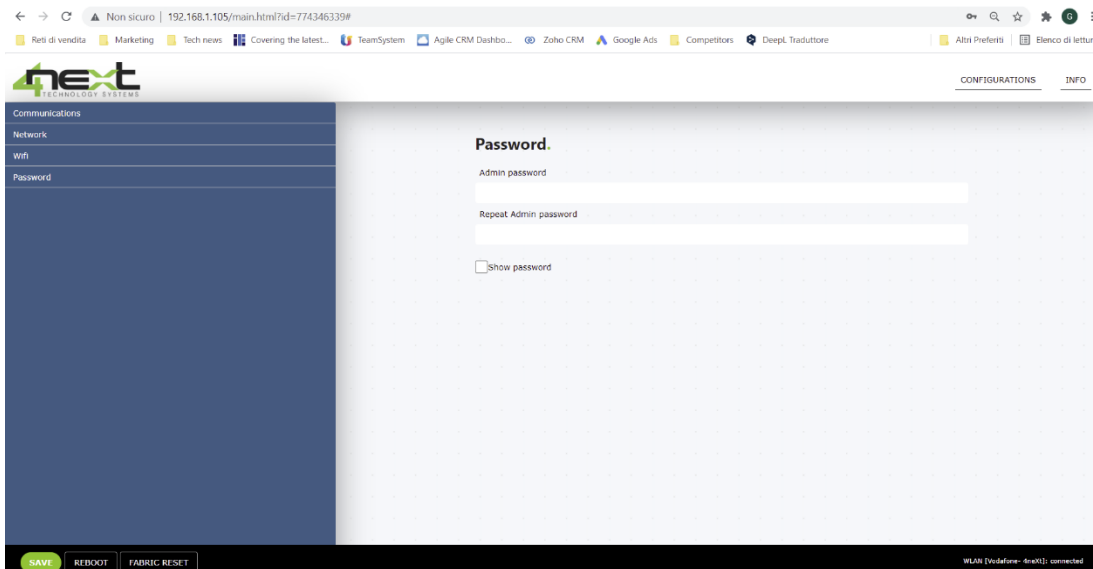 Non sicuro | 192.168.1.105/main.html?id=774346339#
G
Reti di vendita Marketing Tech news Covering the latest... TeamSystem Agile CRM Dashbo... Zoho CRM Google Ads Competitors DeepL Traduttore Altri Preferiti Elenco di lettur
4next
TECHNOLOGY SYSTEMS
CONFIGURATIONS INFO
Communications
Network
Wifi
Password
Password.
Admin password
Repeat Admin password
Show password
SAVE REBOOT FABRIC RESET
WLAN [Vodafone- 4neXt]: connected